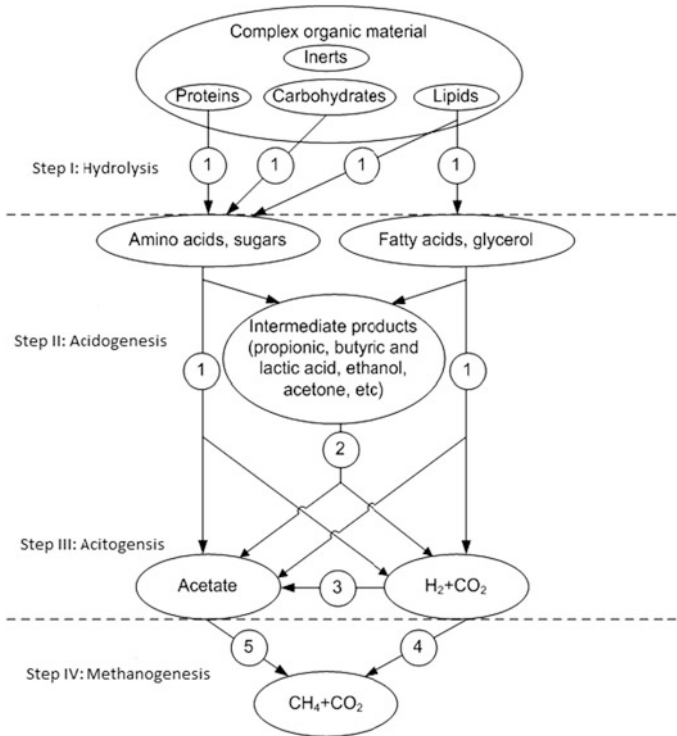 Complex organic material
Inerts
Proteins
Carbohydrates
Lipids
1
1
1
1
Step I: Hydrolysis
Amino acids, sugars
Fatty acids, glycerol
Intermediate products
(propionic, butyric and
lactic acid, ethanol,
acetone, etc)
Step II: Acidogenesis
1
1
2
Step III: Acitogensis
Acetate
3
H₂+CO₂
5
4
Step IV: Methanogenesis
CH₄+CO₂